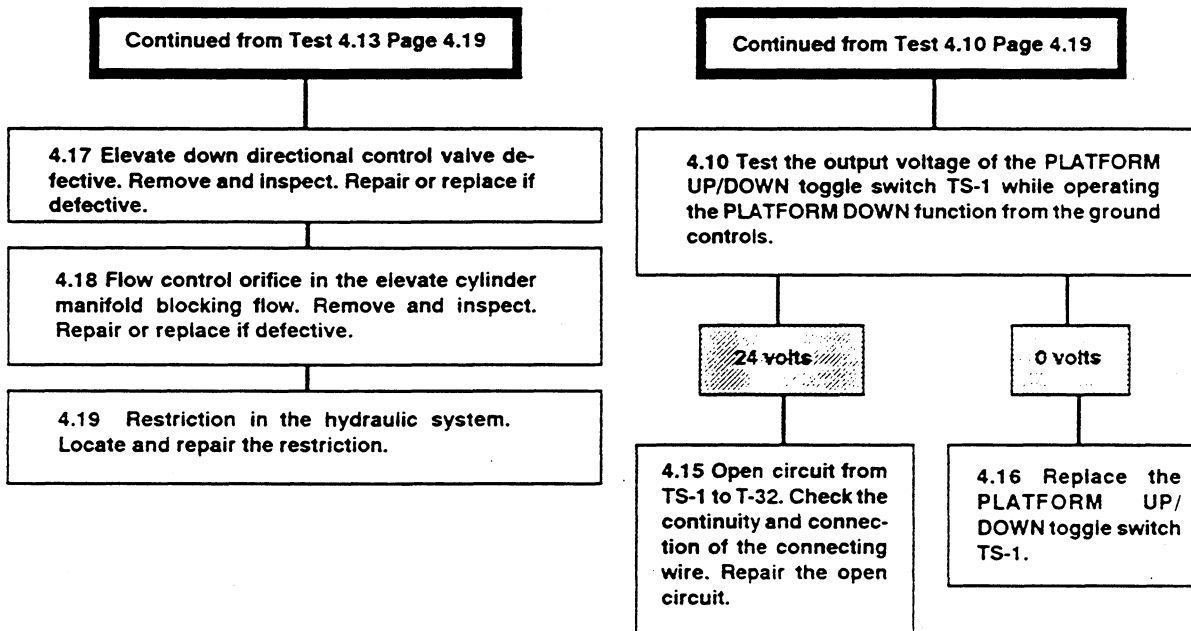 Continued from Test 4.13 Page 4.19
4.17 Elevate down directional control valve de-
fective. Remove and inspect. Repair or replace if
defective.
4.18 Flow control orifice in the elevate cylinder
manifold blocking flow. Remove and inspect.
Repair or replace if defective.
4.19 Restriction in the hydraulic system.
Locate and repair the restriction.
Continued from Test 4.10 Page 4.19
4.10 Test the output voltage of the PLATFORM
UP/DOWN toggle switch TS-1 while operating
the PLATFORM DOWN function from the ground
controls.
24 volts
0 volts
4.15 Open circuit from
TS-1 to T-32. Check the
continuity and connec-
tion of the connecting
wire. Repair the open
circuit.
4.16 Replace the
PLATFORM UP/
DOWN toggle switch
TS-1.